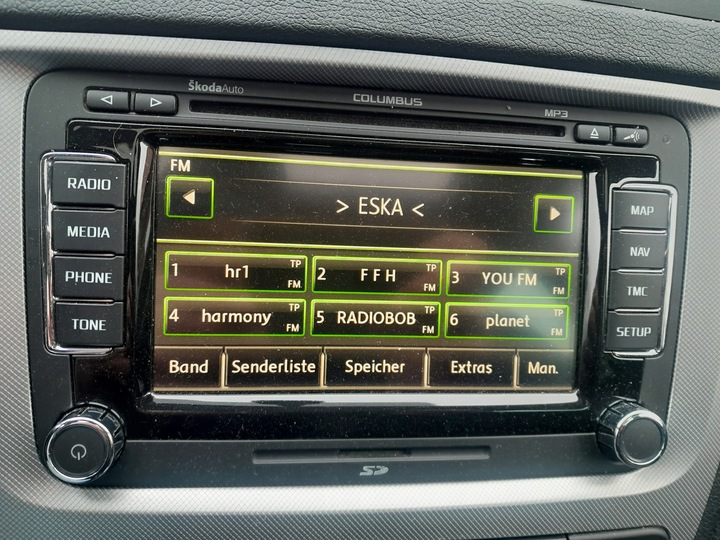 ŠkodaAuto COLUMBUS MP3
RADIO
MEDIA
PHONE
TONE
FM
> ESKA <
1 hr1 TP FM 2 F F H TP FM 3 YOU FM TP FM
4 harmony TP FM 5 RADIOBOB TP FM 6 planet TP FM
Band Senderliste Speicher Extras Man.
MAP
NAV
TMC
SETUP
SD